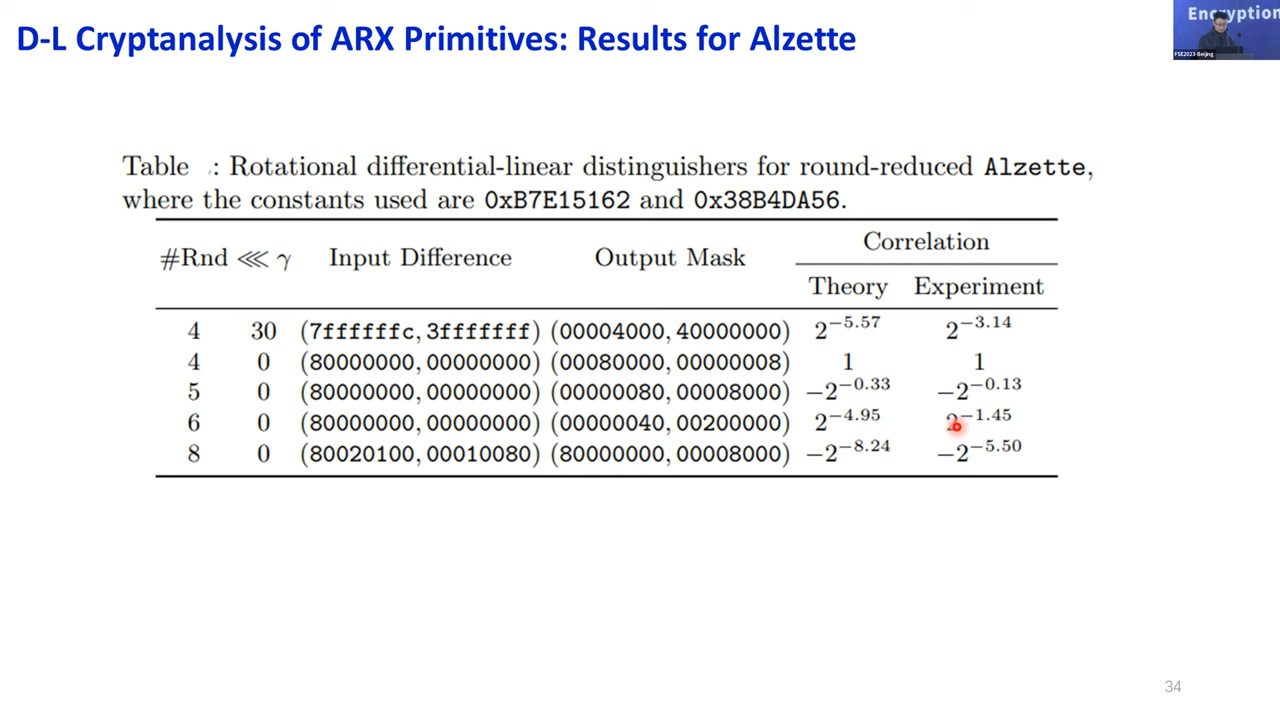 D-L Cryptanalysis of ARX Primitives: Results for Alzette
Encryption
FSE2023-Beijing
Table : Rotational differential-linear distinguishers for round-reduced Alzette,
where the constants used are 0xB7E15162 and 0x38B4DA56.
#Rnd ⋘ γ Input Difference Output Mask Correlation
Theory Experiment
4 30 (7ffffffc, 3fffffff) (00004000, 40000000) 2^−5.57 2^−3.14
4 0 (80000000, 00000000) (00080000, 00000008) 1 1
5 0 (80000000, 00000000) (00000080, 00008000) −2^−0.33 −2^−0.13
6 0 (80000000, 00000000) (00000040, 00200000) 2^−4.95 2^−1.45
8 0 (80020100, 00010080) (80000000, 00008000) −2^−8.24 −2^−5.50
34